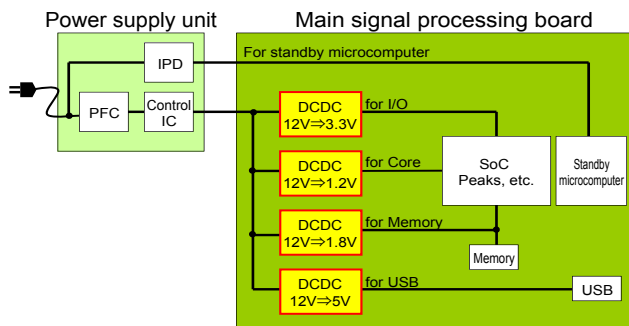 Power supply unit
Main signal processing board
For standby microcomputer
IPD
PFC
Control
IC
DCDC
12V⇒3.3V
for I/O
DCDC
12V⇒1.2V
for Core
SoC
Peaks, etc.
Standby
microcomputer
DCDC
12V⇒1.8V
for Memory
Memory
DCDC
12V⇒5V
for USB
USB